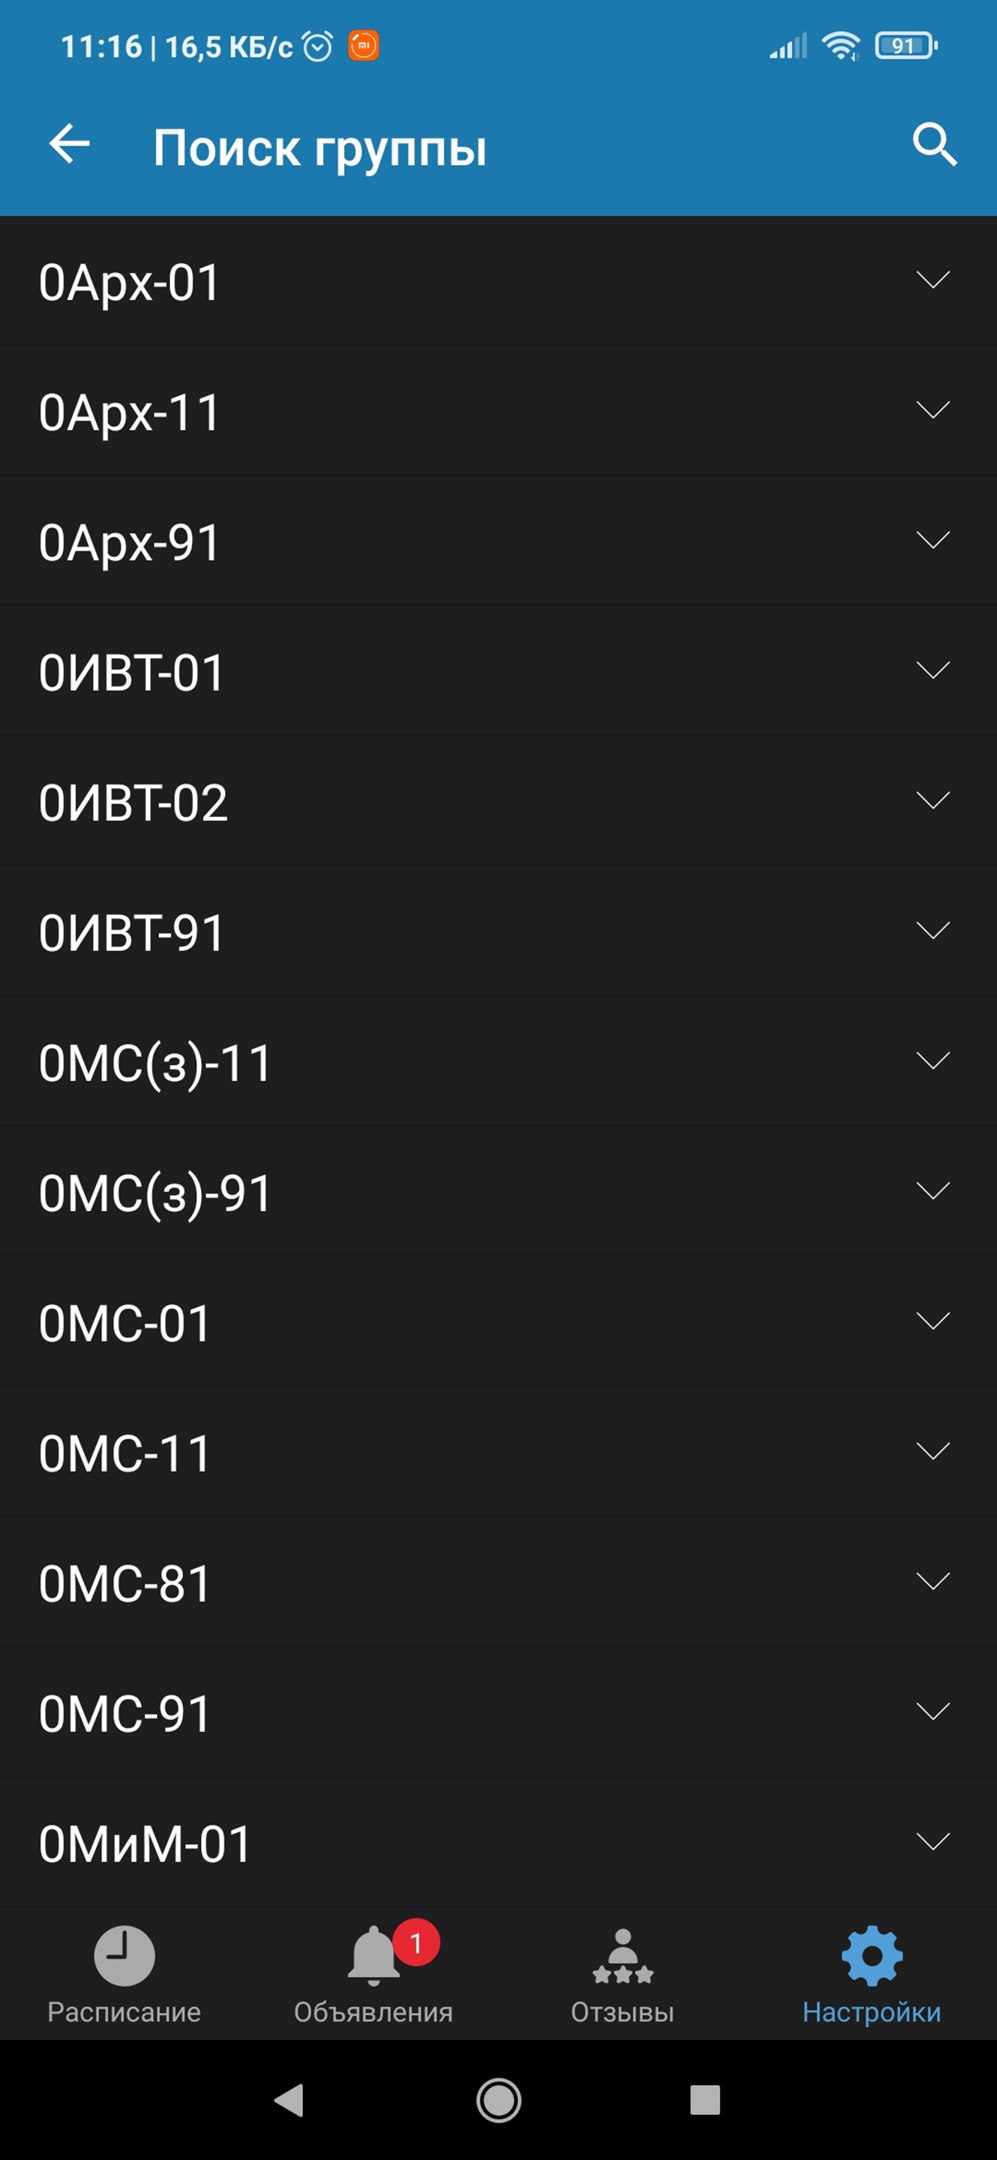 11:16 | 16,5 КБ/с
91
Поиск группы
0Арх-01
0Арх-11
0Арх-91
0ИВТ-01
0ИВТ-02
0ИВТ-91
0МС(з)-11
0МС(з)-91
0МС-01
0МС-11
0МС-81
0МС-91
0МиМ-01
1
Расписание
Объявления
Отзывы
Настройки